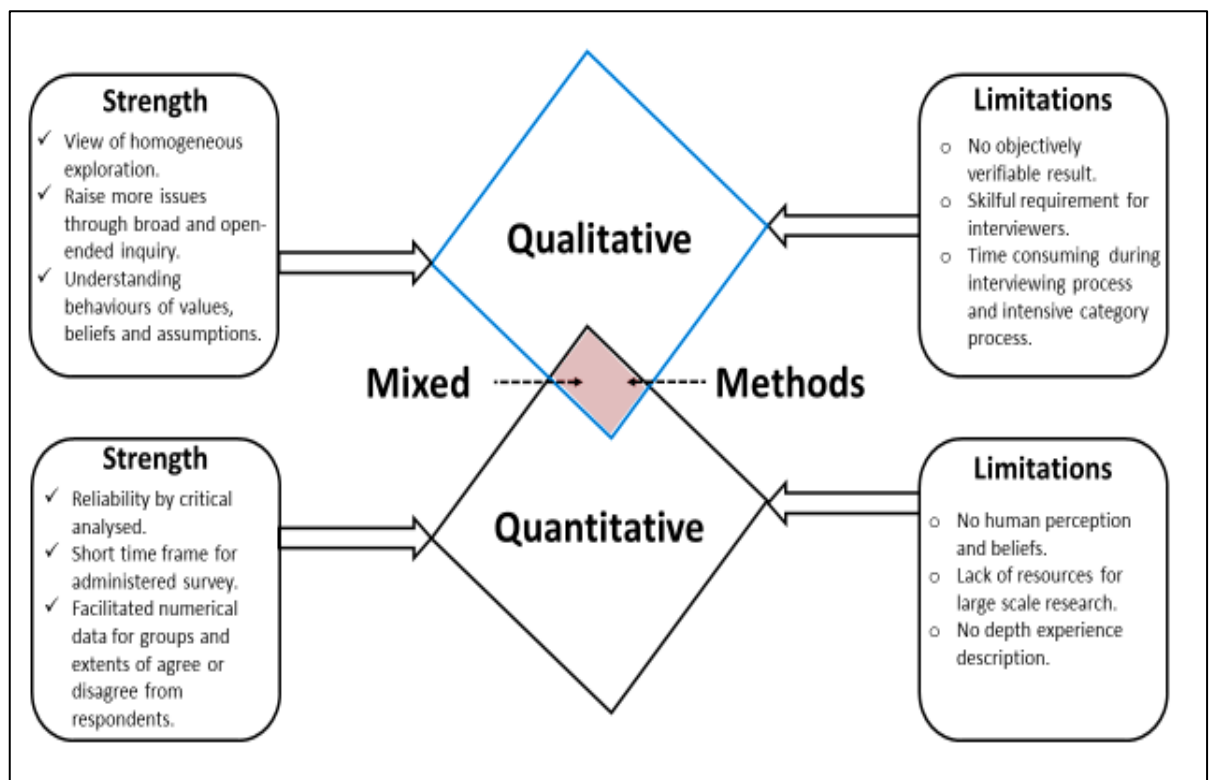 Strength
✓ View of homogeneous
exploration.
✓ Raise more issues
through broad and open-
ended inquiry.
✓ Understanding
behaviours of values,
beliefs and assumptions.
Qualitative
Limitations
o No objectively
verifiable result.
o Skilful requirement for
interviewers.
o Time consuming during
interviewing process
and intensive category
process.
Mixed
Methods
Strength
✓ Reliability by critical
analysed.
✓ Short time frame for
administered survey.
✓ Facilitated numerical
data for groups and
extents of agree or
disagree from
respondents.
Quantitative
Limitations
o No human perception
and beliefs.
o Lack of resources for
large scale research.
o No depth experience
description.